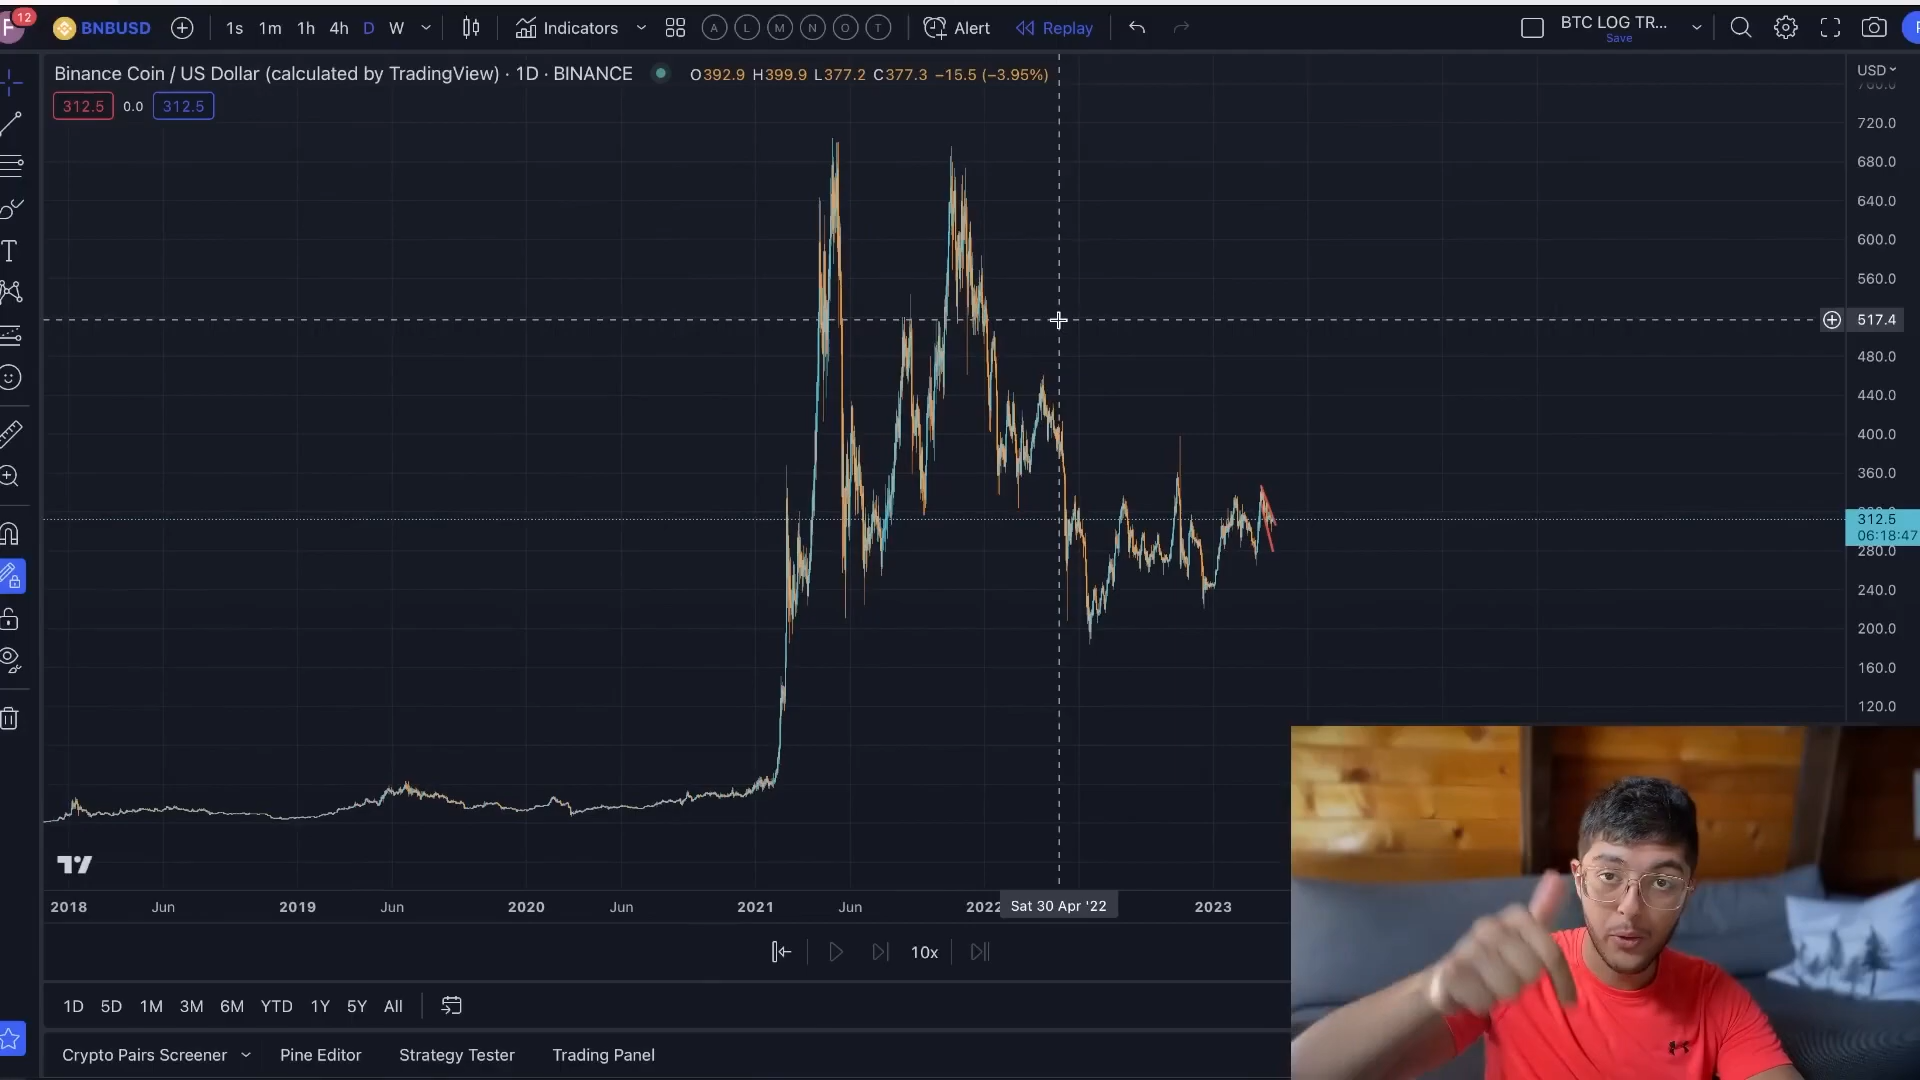 12
BNBUSD
1s 1m 1h 4h D W
Indicators
A L M N O T
Alert
Replay
BTC LOG TR...
Save
Binance Coin / US Dollar (calculated by TradingView) · 1D · BINANCE
O392.9 H399.9 L377.2 C377.3 −15.5 (−3.95%)
USD
760.0
312.5 0.0 312.5
720.0
680.0
640.0
600.0
560.0
517.4
480.0
440.0
400.0
360.0
312.5
06:18:47
280.0
240.0
200.0
160.0
120.0
2018 Jun 2019 Jun 2020 Jun 2021 Jun 2022 Sat 30 Apr '22 2023
10x
1D 5D 1M 3M 6M YTD 1Y 5Y All
Crypto Pairs Screener Pine Editor Strategy Tester Trading Panel